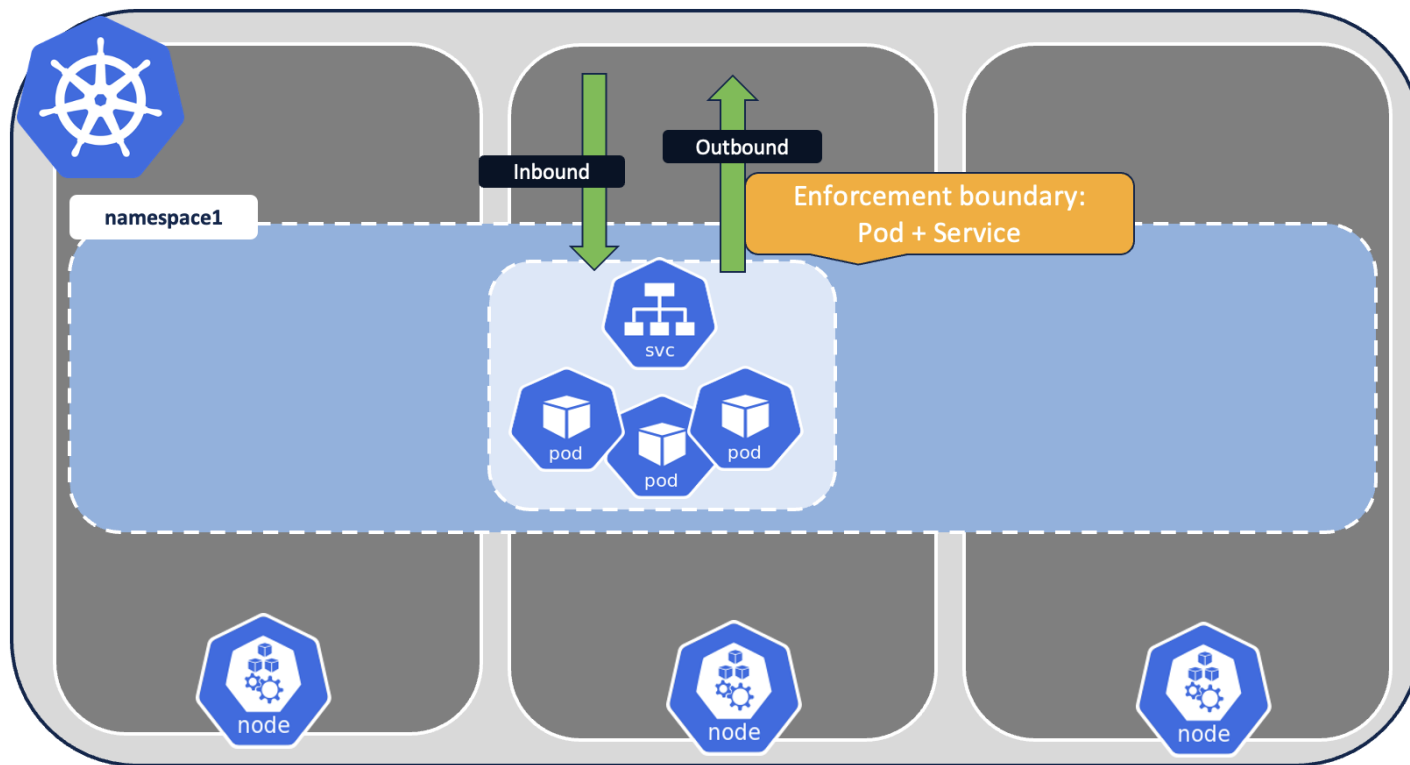 Outbound
Inbound
Enforcement boundary:
Pod + Service
namespace1
svc
pod
pod
pod
node
node
node